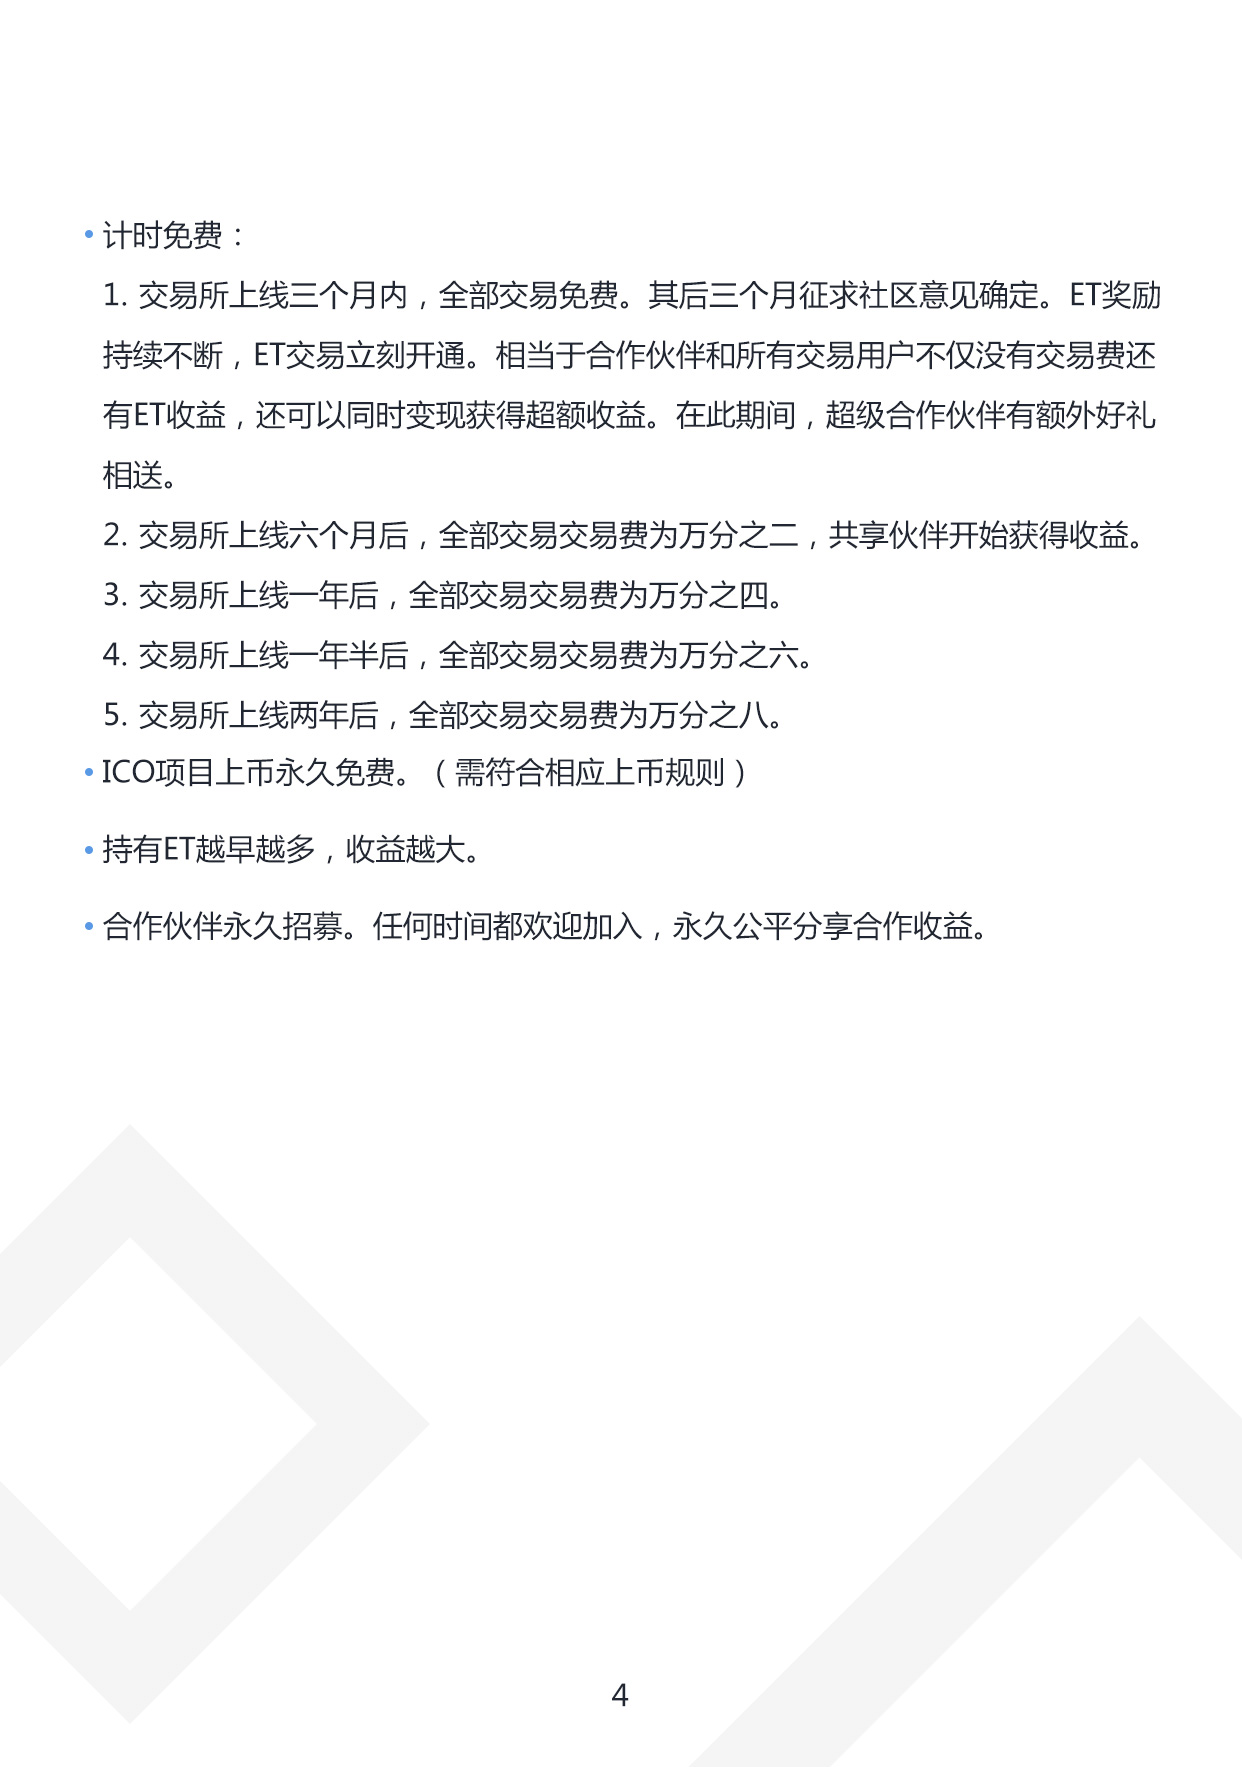 • 计时免费：
1. 交易所上线三个月内，全部交易免费。其后三个月征求社区意见确定。ET奖励
持续不断，ET交易立刻开通。相当于合作伙伴和所有交易用户不仅没有交易费还
有ET收益，还可以同时变现获得超额收益。在此期间，超级合作伙伴有额外好礼
相送。
2. 交易所上线六个月后，全部交易交易费为万分之二，共享伙伴开始获得收益。
3. 交易所上线一年后，全部交易交易费为万分之四。
4. 交易所上线一年半后，全部交易交易费为万分之六。
5. 交易所上线两年后，全部交易交易费为万分之八。
• ICO项目上币永久免费。（需符合相应上币规则）
• 持有ET越早越多，收益越大。
• 合作伙伴永久招募。任何时间都欢迎加入，永久公平分享合作收益。
4